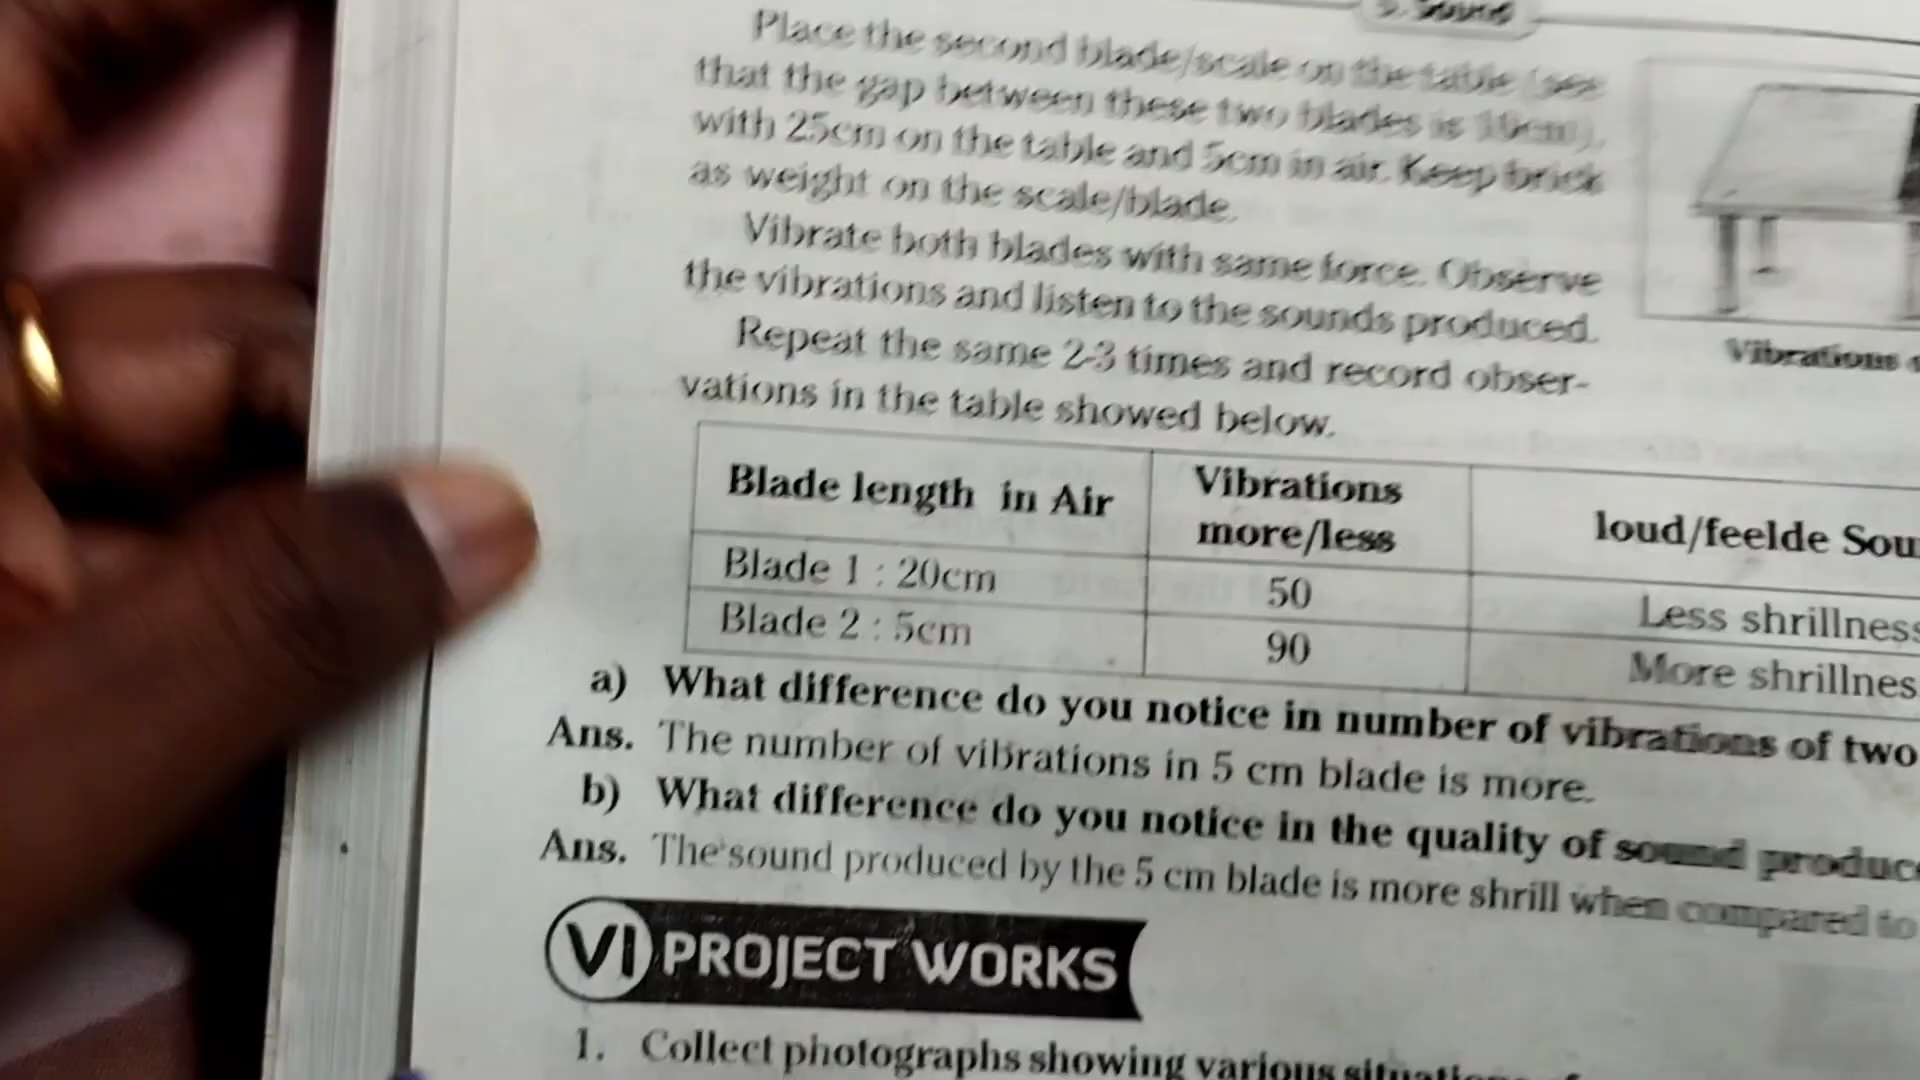 5. Sound
Place the second blade/scale on the table (see
that the gap between these two blades is 10cm),
with 25cm on the table and 5cm in air. Keep brick
as weight on the scale/blade.
Vibrate both blades with same force. Observe
the vibrations and listen to the sounds produced.
Repeat the same 2-3 times and record obser-
vations in the table showed below.
Vibrations
Blade length in Air
Vibrations
more/less
loud/feelde Sou
Blade 1 : 20cm
50
Less shrillness
Blade 2 : 5cm
90
More shrillnes
a) What difference do you notice in number of vibrations of two
Ans. The number of vibrations in 5 cm blade is more.
b) What difference do you notice in the quality of sound produc
Ans. The sound produced by the 5 cm blade is more shrill when compared to
VI PROJECT WORKS
1. Collect photographs showing various